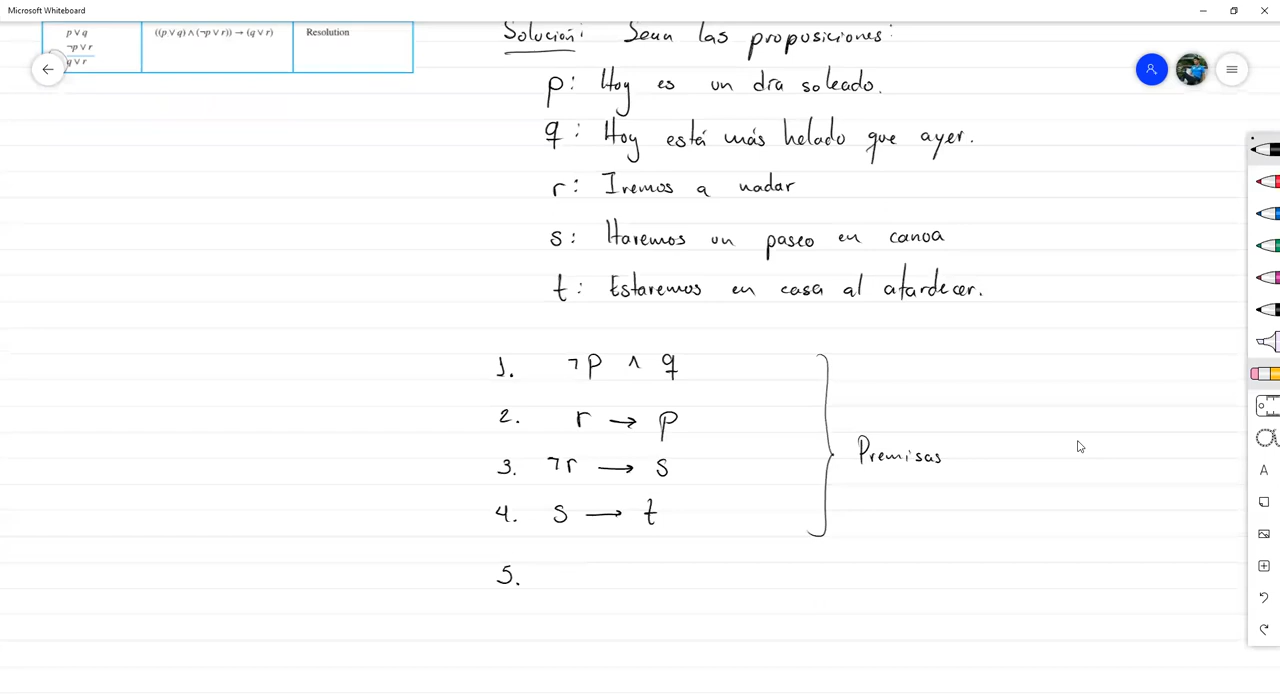 Microsoft Whiteboard
p ∨ q
¬p ∨ r
q ∨ r
((p ∨ q) ∧ (¬p ∨ r)) → (q ∨ r)
Resolution
Solución: Sean las proposiciones:
p: Hoy es un día soleado.
q: Hoy está más helado que ayer.
r: Iremos a nadar
s: Haremos un paseo en canoa
t: Estaremos en casa al atardecer.
1. ¬p ∧ q
2. r → p
3. ¬r → s
4. s → t
Premisas
5.
A